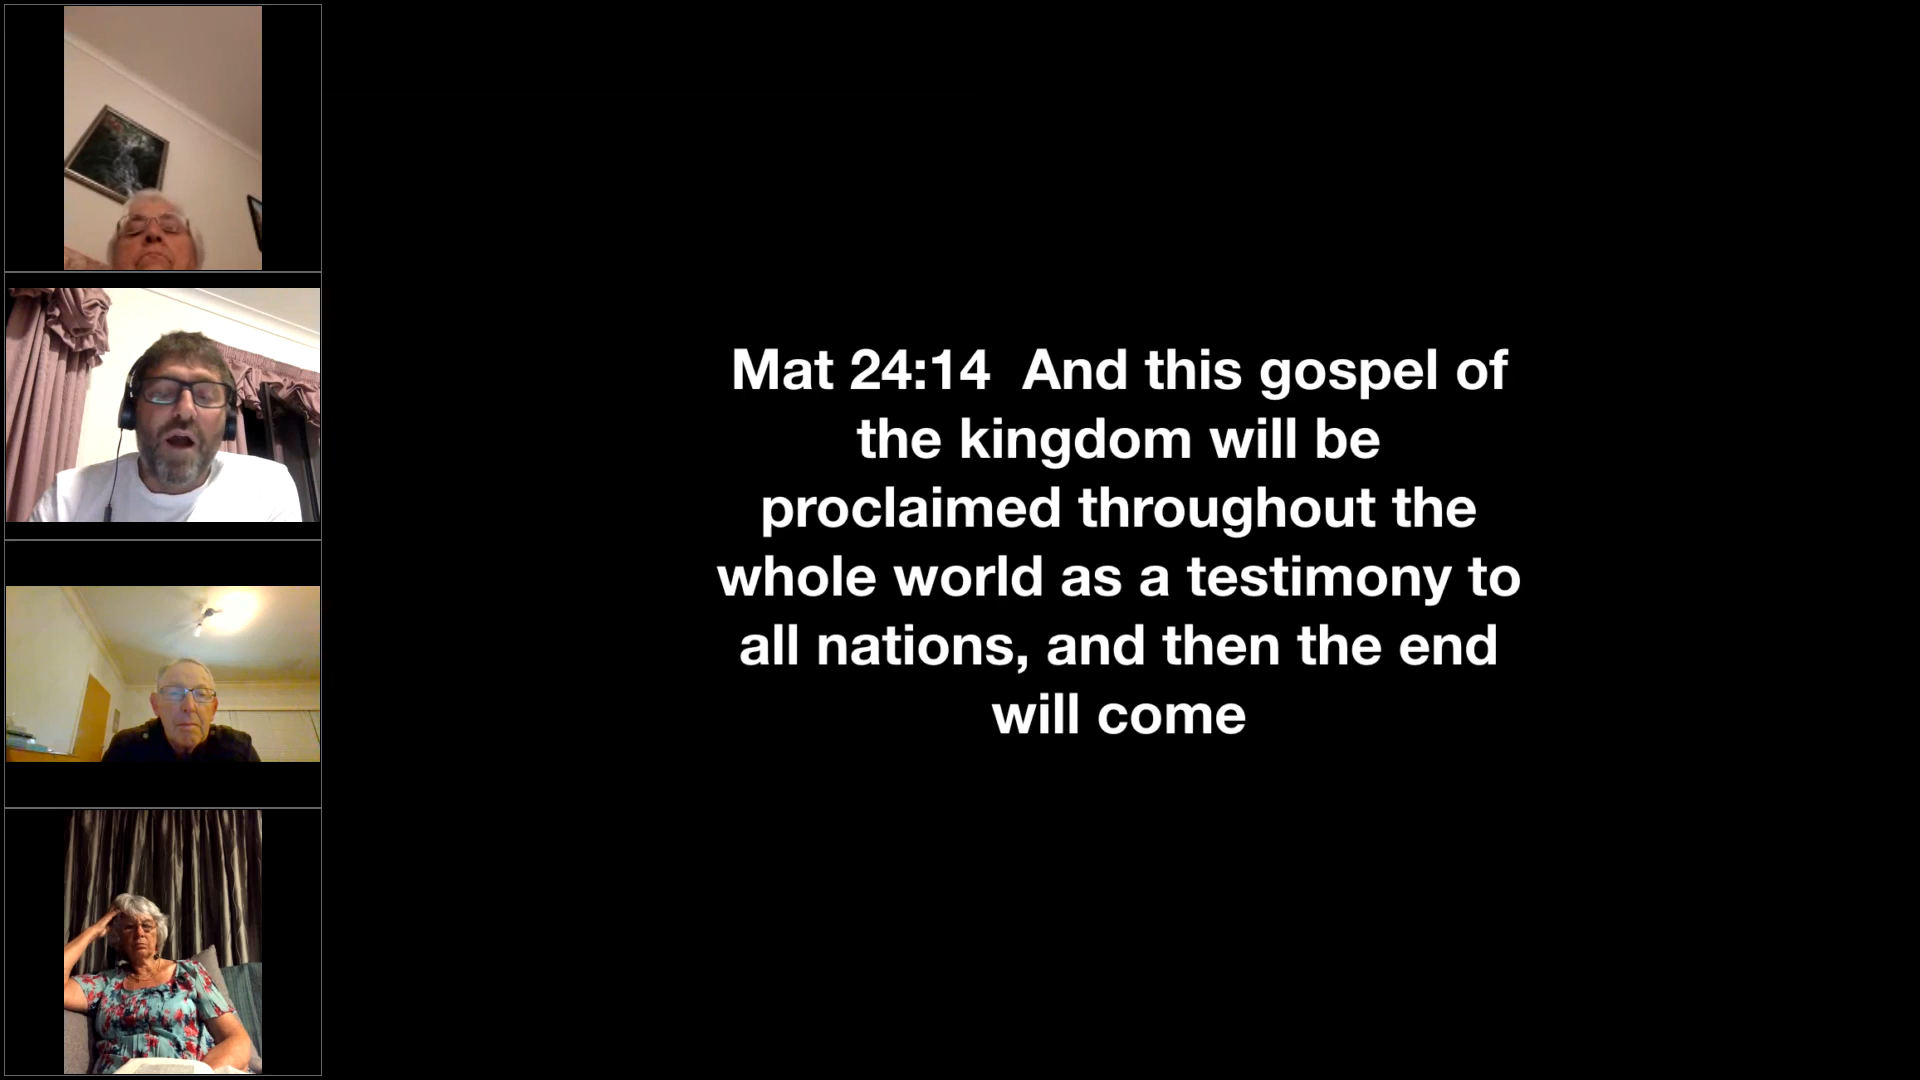 Mat 24:14  And this gospel of
the kingdom will be
proclaimed throughout the
whole world as a testimony to
all nations, and then the end
will come